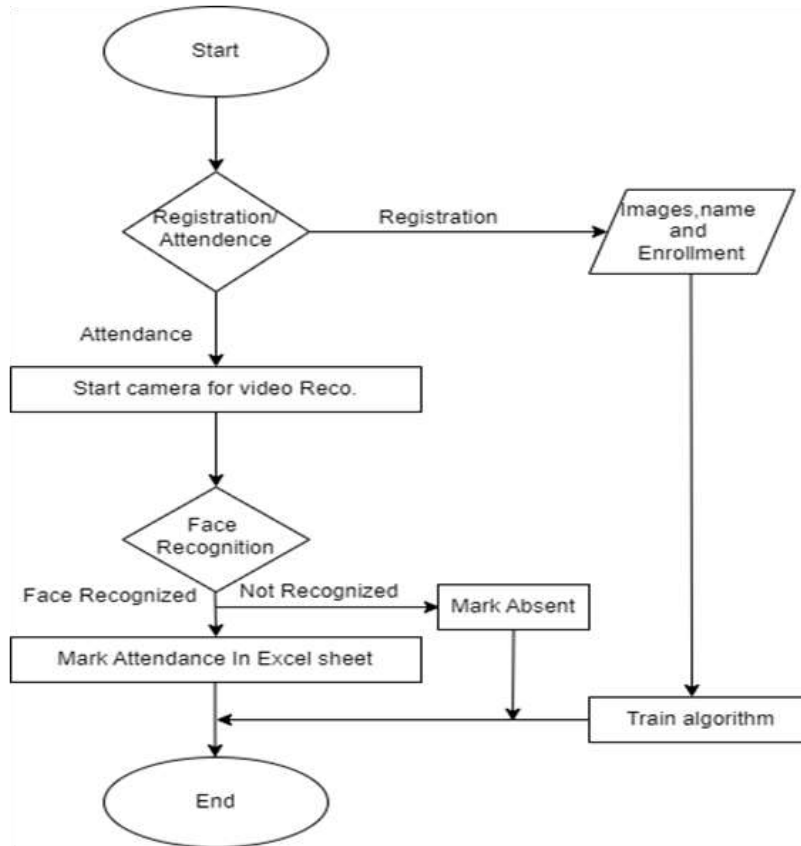 Start
Registration/
Attendence
Registration
Images,name
and
Enrollment
Attendance
Start camera for video Reco.
Face
Recognition
Face Recognized
Not Recognized
Mark Absent
Mark Attendance In Excel sheet
Train algorithm
End